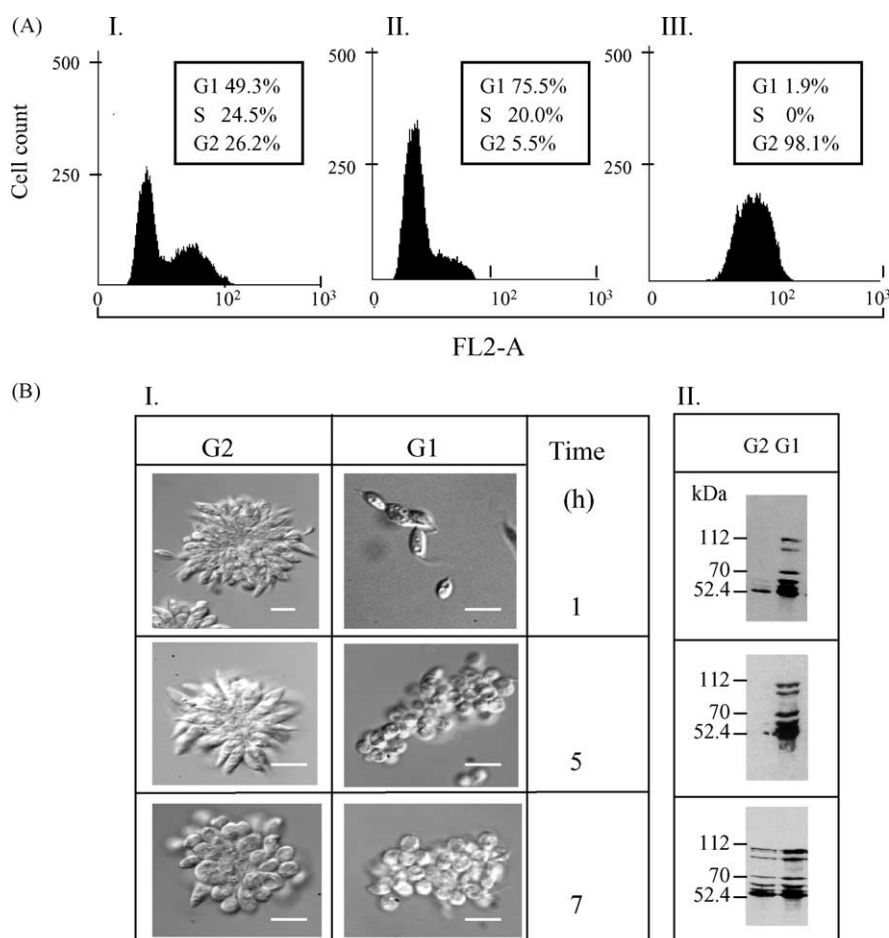 (A)
I.
II.
III.
Cell count
500
250
G1 49.3%
S 24.5%
G2 26.2%
0
10²
10³
500
250
G1 75.5%
S 20.0%
G2 5.5%
0
10²
10³
500
250
G1 1.9%
S 0%
G2 98.1%
0
10²
10³
FL2-A
(B)
I.
G2
G1
Time
(h)
1
5
7
II.
G2 G1
kDa
112
70
52.4
112
70
52.4
112
70
52.4